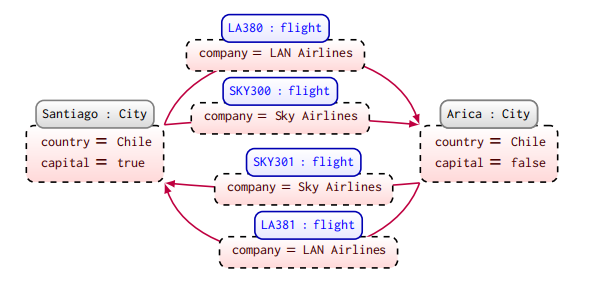 LA380 : flight
company = LAN Airlines
SKY300 : flight
company = Sky Airlines
Santiago : City
country = Chile
capital = true
Arica : City
country = Chile
capital = false
SKY301 : flight
company = Sky Airlines
LA381 : flight
company = LAN Airlines